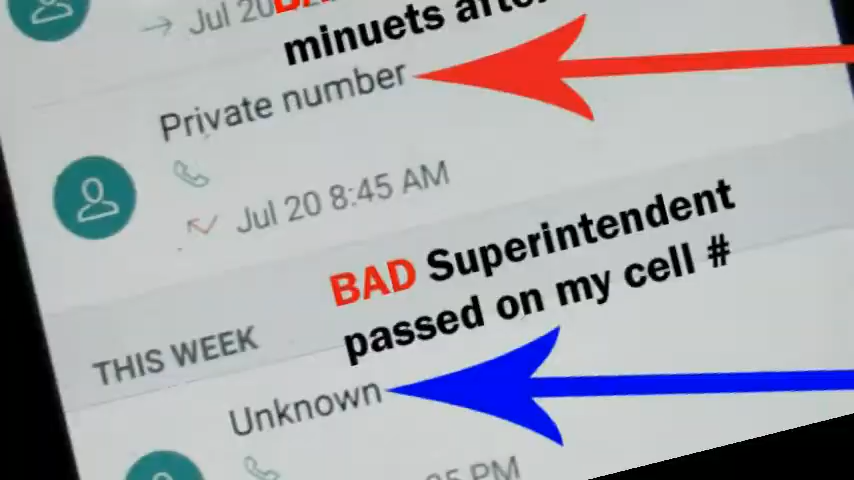 Jul 20
minuets after
Private number
Jul 20 8:45 AM
BAD Superintendent
passed on my cell #
THIS WEEK
Unknown
PM